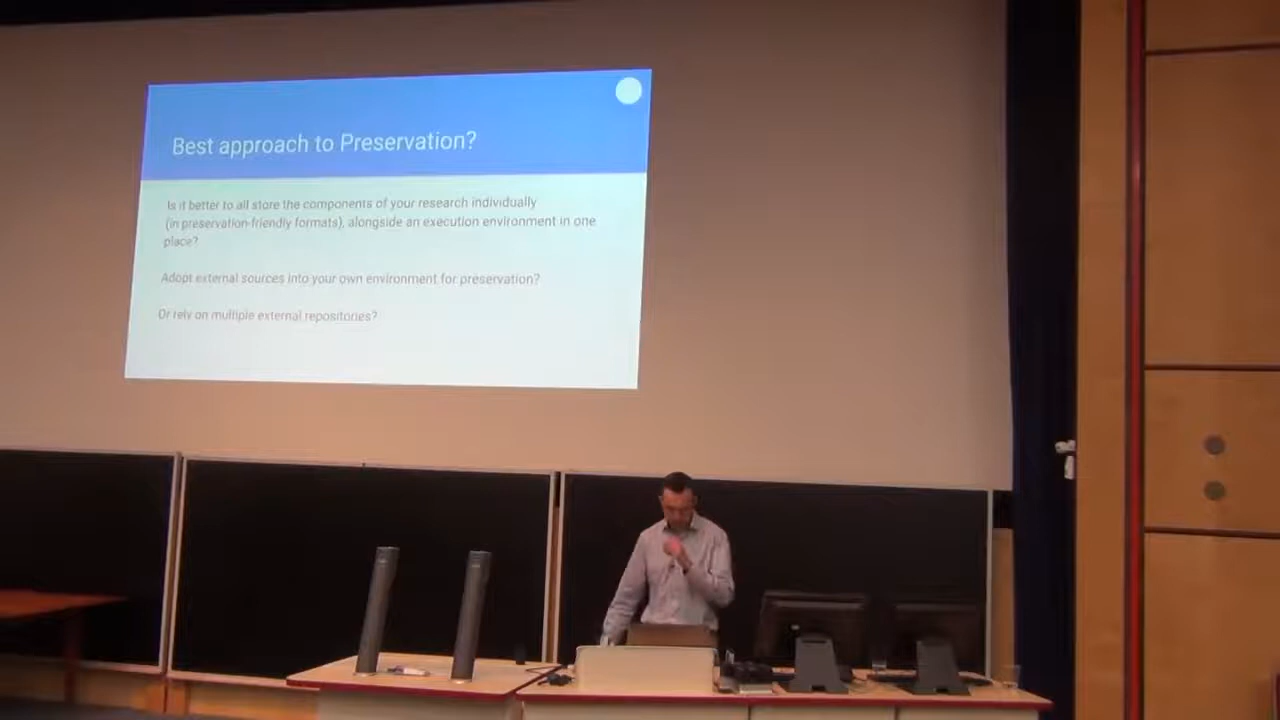 Best approach to Preservation?
Is it better to all store the components of your research individually
(in preservation-friendly formats), alongside an execution environment in one
place?
Adopt external sources into your own environment for preservation?
Or rely on multiple external repositories?